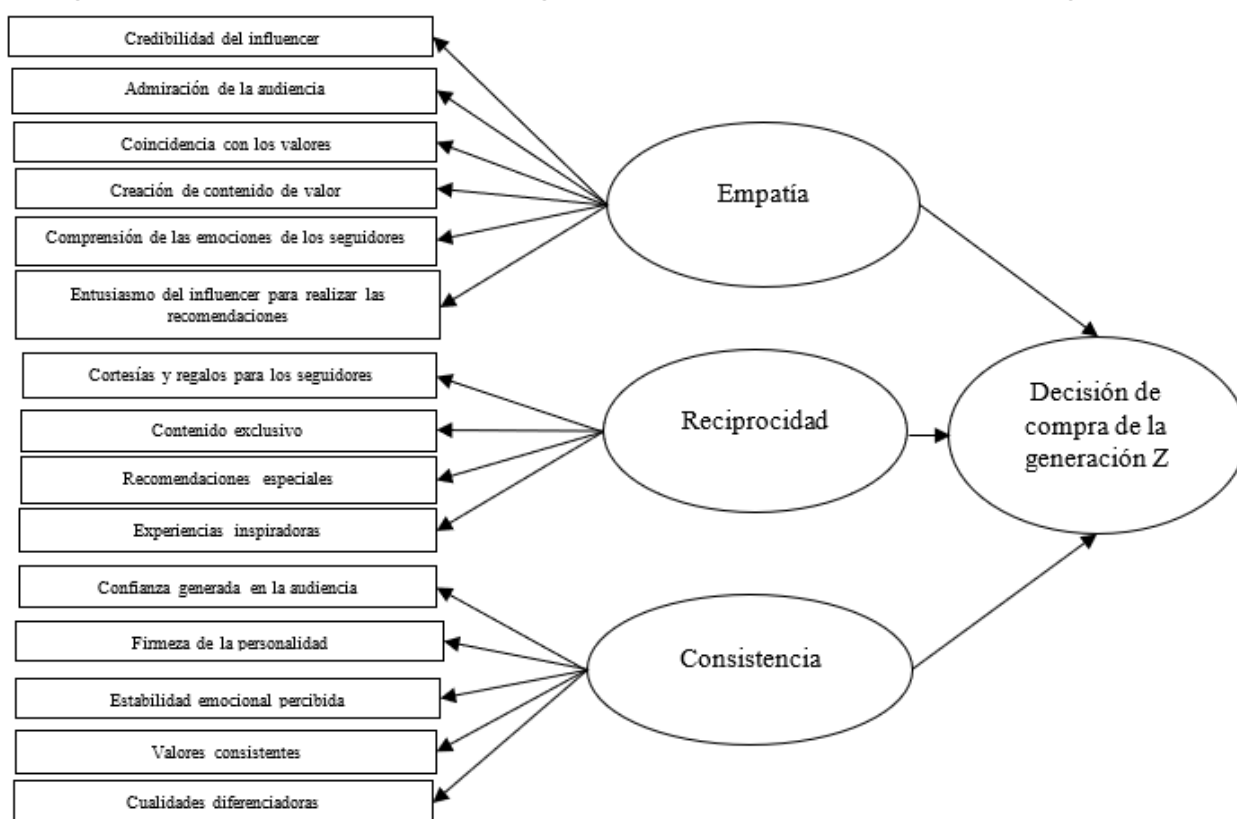 Credibilidad del influencer
Admiración de la audiencia
Coincidencia con los valores
Creación de contenido de valor
Comprensión de las emociones de los seguidores
Entusiasmo del influencer para realizar las
recomendaciones
Cortesías y regalos para los seguidores
Contenido exclusivo
Recomendaciones especiales
Experiencias inspiradoras
Confianza generada en la audiencia
Firmeza de la personalidad
Estabilidad emocional percibida
Valores consistentes
Cualidades diferenciadoras
Empatía
Reciprocidad
Consistencia
Decisión de
compra de la
generación Z